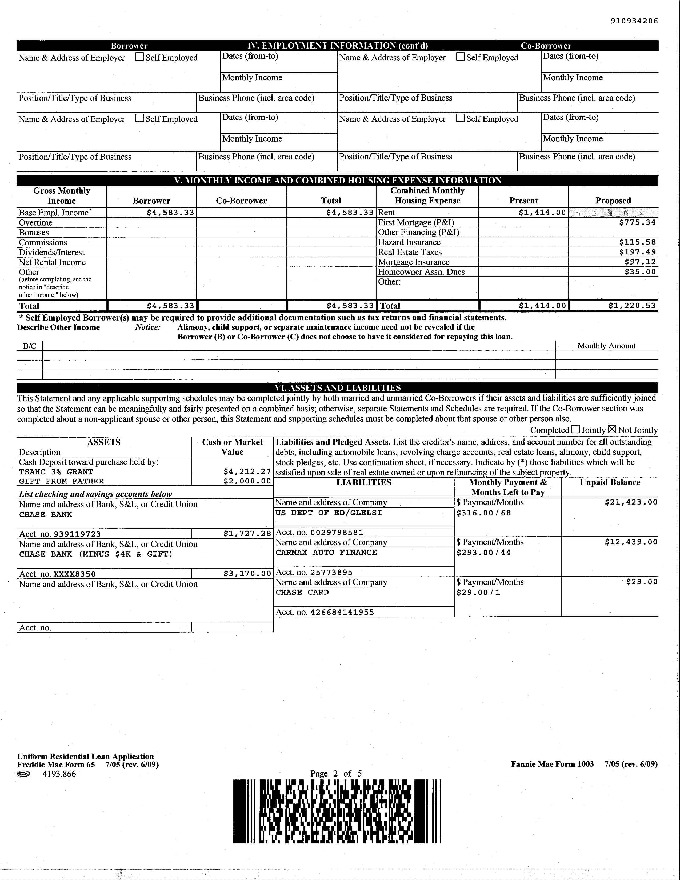 910934206
Borrower IV. EMPLOYMENT INFORMATION (cont'd) Co-Borrower
Name & Address of Employer Self Employed Dates (from-to) Name & Address of Employer Self Employed Dates (from-to)
Monthly Income Monthly Income
Position/Title/Type of Business Business Phone (incl. area code) Position/Title/Type of Business Business Phone (incl. area code)
Name & Address of Employer Self Employed Dates (from-to) Name & Address of Employer Self Employed Dates (from-to)
Monthly Income Monthly Income
Position/Title/Type of Business Business Phone (incl. area code) Position/Title/Type of Business Business Phone (incl. area code)
V. MONTHLY INCOME AND COMBINED HOUSING EXPENSE INFORMATION
Gross Monthly Income Borrower Co-Borrower Total Combined Monthly Housing Expense Present Proposed
Base Empl. Income* $4,583.33 $4,583.33 Rent $1,414.00
Overtime First Mortgage (P&I) $775.34
Bonuses Other Financing (P&I)
Commissions Hazard Insurance $115.58
Dividends/Interest Real Estate Taxes $197.49
Net Rental Income Mortgage Insurance $97.12
Other Homeowner Assn. Dues $35.00
(before completing, see the Other:
notice in "describe
other income" below)
Total $4,583.33 $4,583.33 Total $1,414.00 $1,220.53
* Self Employed Borrower(s) may be required to provide additional documentation such as tax returns and financial statements.
Describe Other Income Notice: Alimony, child support, or separate maintenance income need not be revealed if the
Borrower (B) or Co-Borrower (C) does not choose to have it considered for repaying this loan.
B/C Monthly Amount
VI. ASSETS AND LIABILITIES
This Statement and any applicable supporting schedules may be completed jointly by both married and unmarried Co-Borrowers if their assets and liabilities are sufficiently joined
so that the Statement can be meaningfully and fairly presented on a combined basis; otherwise, separate Statements and Schedules are required. If the Co-Borrower section was
completed about a non-applicant spouse or other person, this Statement and supporting schedules must be completed about that spouse or other person also.
Completed Jointly Not Jointly
ASSETS Cash or Market Value Liabilities and Pledged Assets. List the creditor's name, address, and account number for all outstanding
Description debts, including automobile loans, revolving charge accounts, real estate loans, alimony, child support,
Cash Deposit toward purchase held by: stock pledges, etc. Use continuation sheet, if necessary. Indicate by (*) those liabilities which will be
TSAHC 3% GRANT $4,212.27 satisfied upon sale of real estate owned or upon refinancing of the subject property.
GIFT FROM FATHER $2,000.00 LIABILITIES Monthly Payment & Months Left to Pay Unpaid Balance
List checking and savings accounts below
Name and address of Bank, S&L, or Credit Union Name and address of Company $ Payment/Months $21,423.00
CHASE BANK US DEPT OF ED/GLELSI $316.00/68
Acct. no. 939119723 $1,727.28 Acct. no. 0029798581
Name and address of Bank, S&L, or Credit Union Name and address of Company $ Payment/Months $12,439.00
CHASE BANK (MINUS $4K & GIFT) CARMAX AUTO FINANCE $293.00/44
Acct. no. XXXX8350 $3,170.00 Acct. no. 25773895
Name and address of Bank, S&L, or Credit Union Name and address of Company $ Payment/Months $29.00
CHASE CARD $29.00/1
Acct. no. 426684141955
Acct. no.
Uniform Residential Loan Application
Freddie Mac Form 65 7/05 (rev. 6/09) Fannie Mae Form 1003 7/05 (rev. 6/09)
4193.866 Page 2 of 5